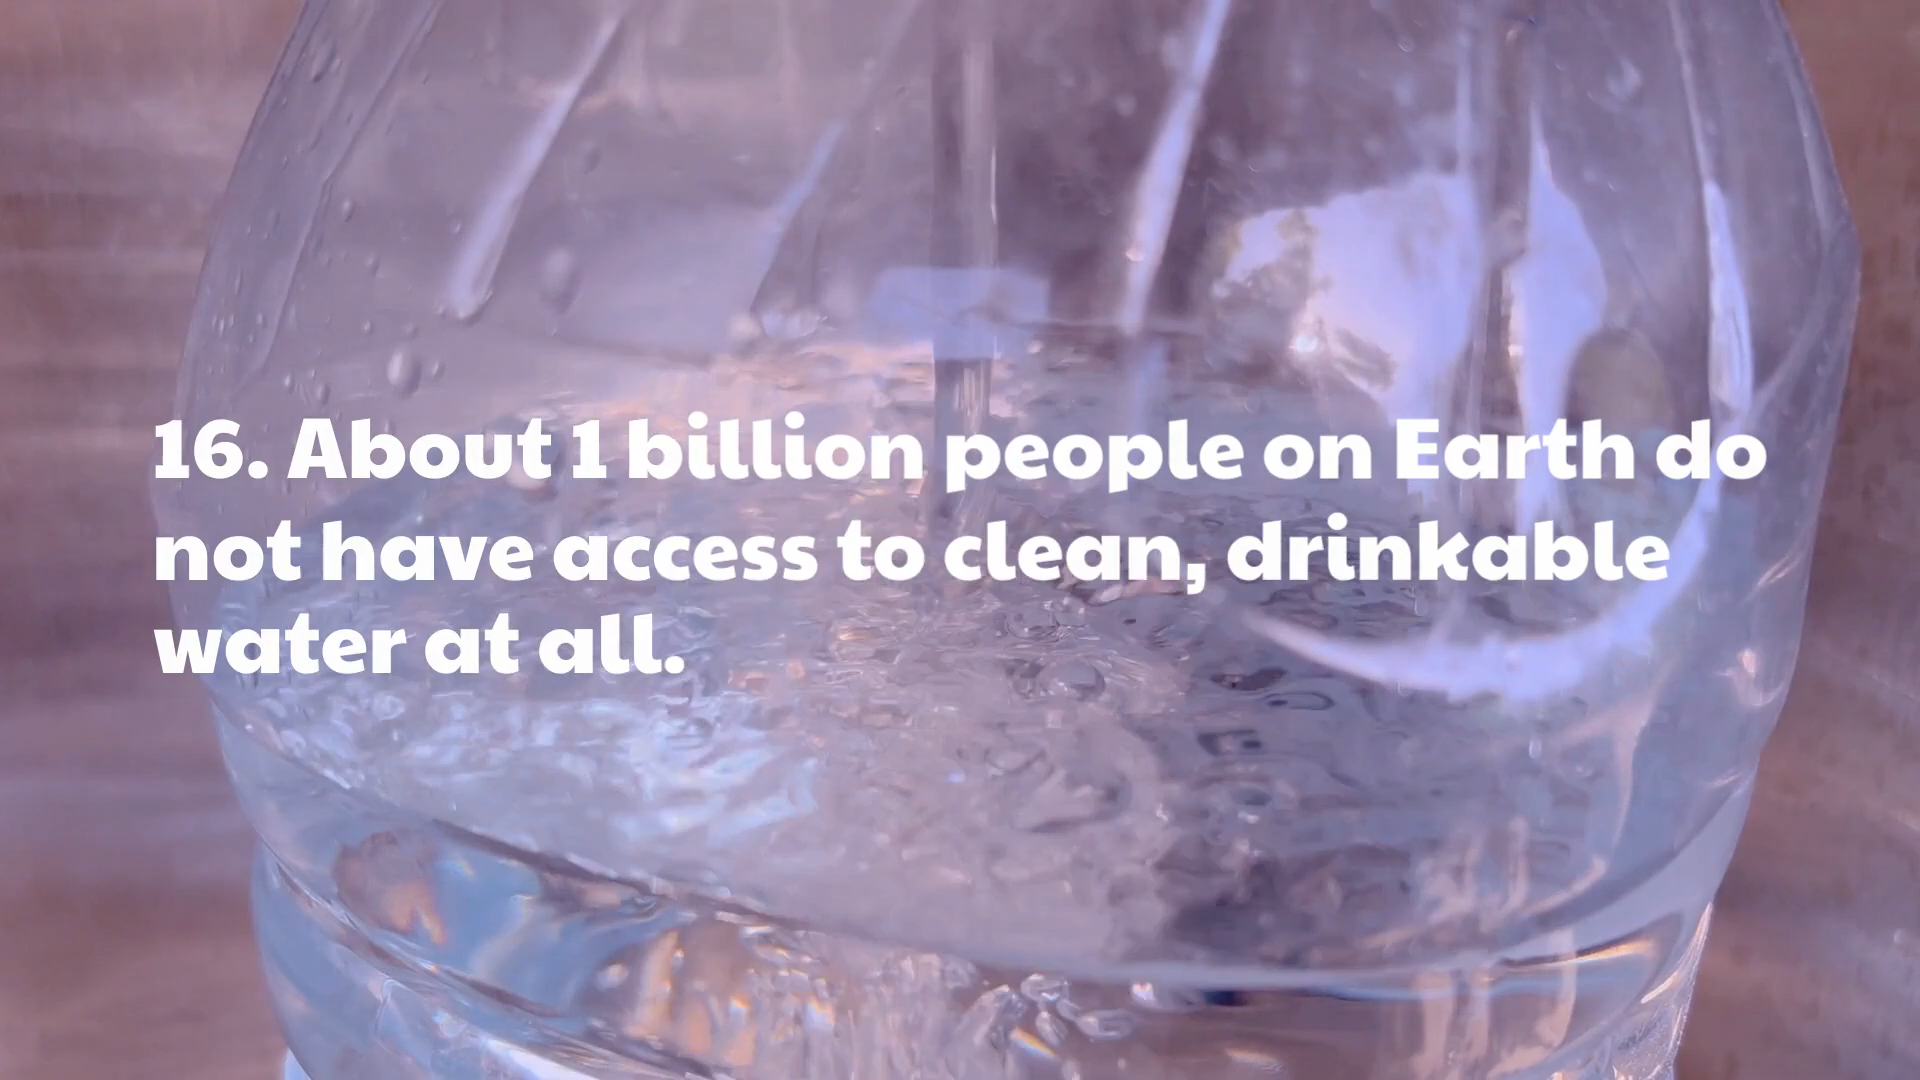 16. About 1 billion people on Earth do
not have access to clean, drinkable
water at all.